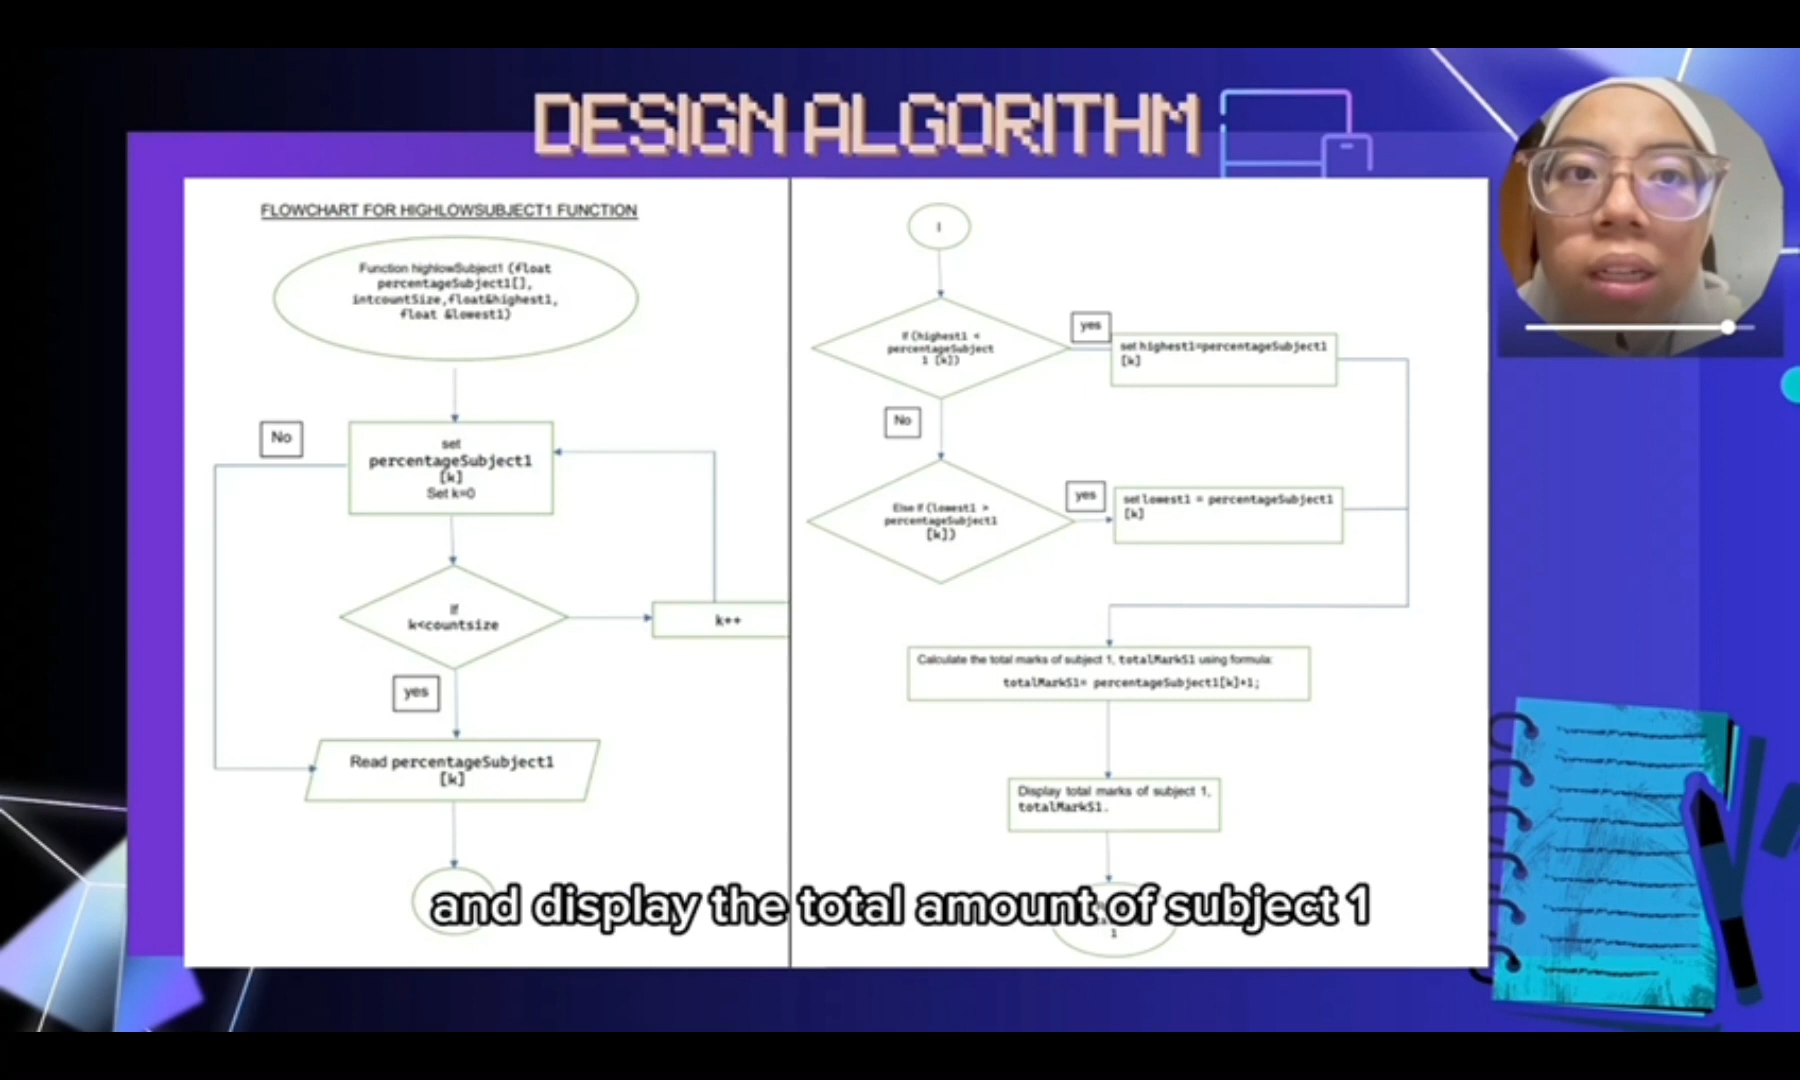 DESIGN ALGORITHM
FLOWCHART FOR HIGHLOWSUBJECT1 FUNCTION
Function highlowSubject1 (float
percentageSubject1[],
intcountSize,float&highest1,
float &lowest1)
No
set
percentageSubject1
[k]
Set k=0
If
k<countsize
k++
yes
Read percentageSubject1
[k]
I
If (highest1 <
percentageSubject
1 [k])
yes
set highest1=percentageSubject1
[k]
No
Else if (lowest1 >
percentageSubject1
[k])
yes
set lowest1 = percentageSubject1
[k]
Calculate the total marks of subject 1, totalMarkS1 using formula:
totalMarkS1= percentageSubject1[k]+1;
Display total marks of subject 1,
totalMarkS1.
and display the total amount of subject 1
1